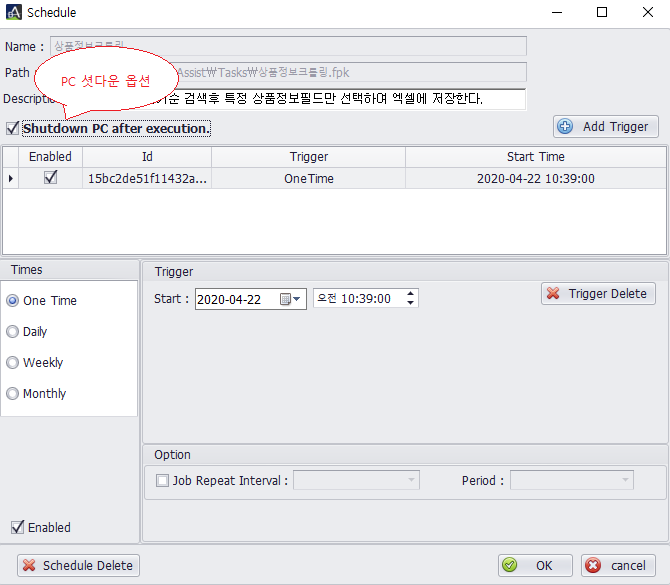 Schedule
Name :
상품정보크롤링
Path
Assist₩Tasks₩상품정보크롤링.fpk
PC 셧다운 옵션
Descriptio
순 검색후 특정 상품정보필드만 선택하여 엑셀에 저장한다.
Shutdown PC after execution.
Add Trigger
Enabled Id Trigger Start Time
15bc2de51f11432a... OneTime 2020-04-22 10:39:00
Times
Trigger
One Time
Start : 2020-04-22 오전 10:39:00
Trigger Delete
Daily
Weekly
Monthly
Option
Job Repeat Interval : Period :
Enabled
Schedule Delete
OK
cancel